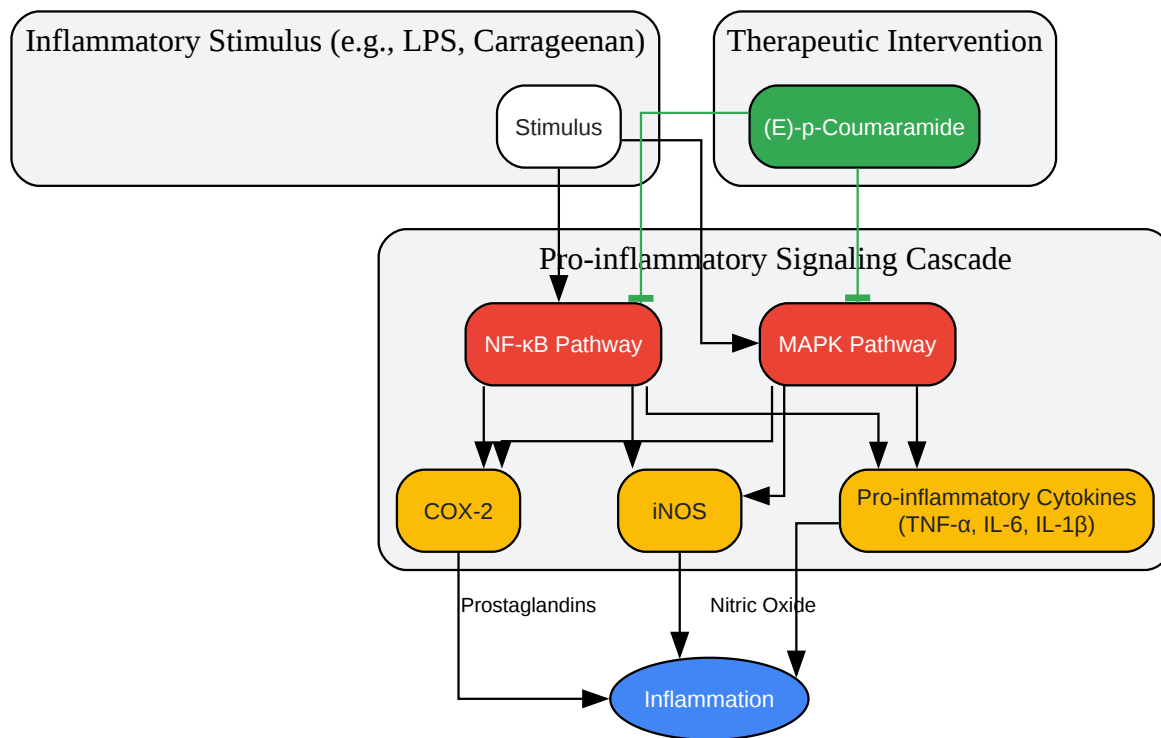 Inflammatory Stimulus (e.g., LPS, Carrageenan)
Therapeutic Intervention
Stimulus
(E)-p-Coumaramide
Pro-inflammatory Signaling Cascade
NF-κB Pathway
MAPK Pathway
COX-2
iNOS
Pro-inflammatory Cytokines
(TNF-α, IL-6, IL-1β)
Prostaglandins
Nitric Oxide
Inflammation